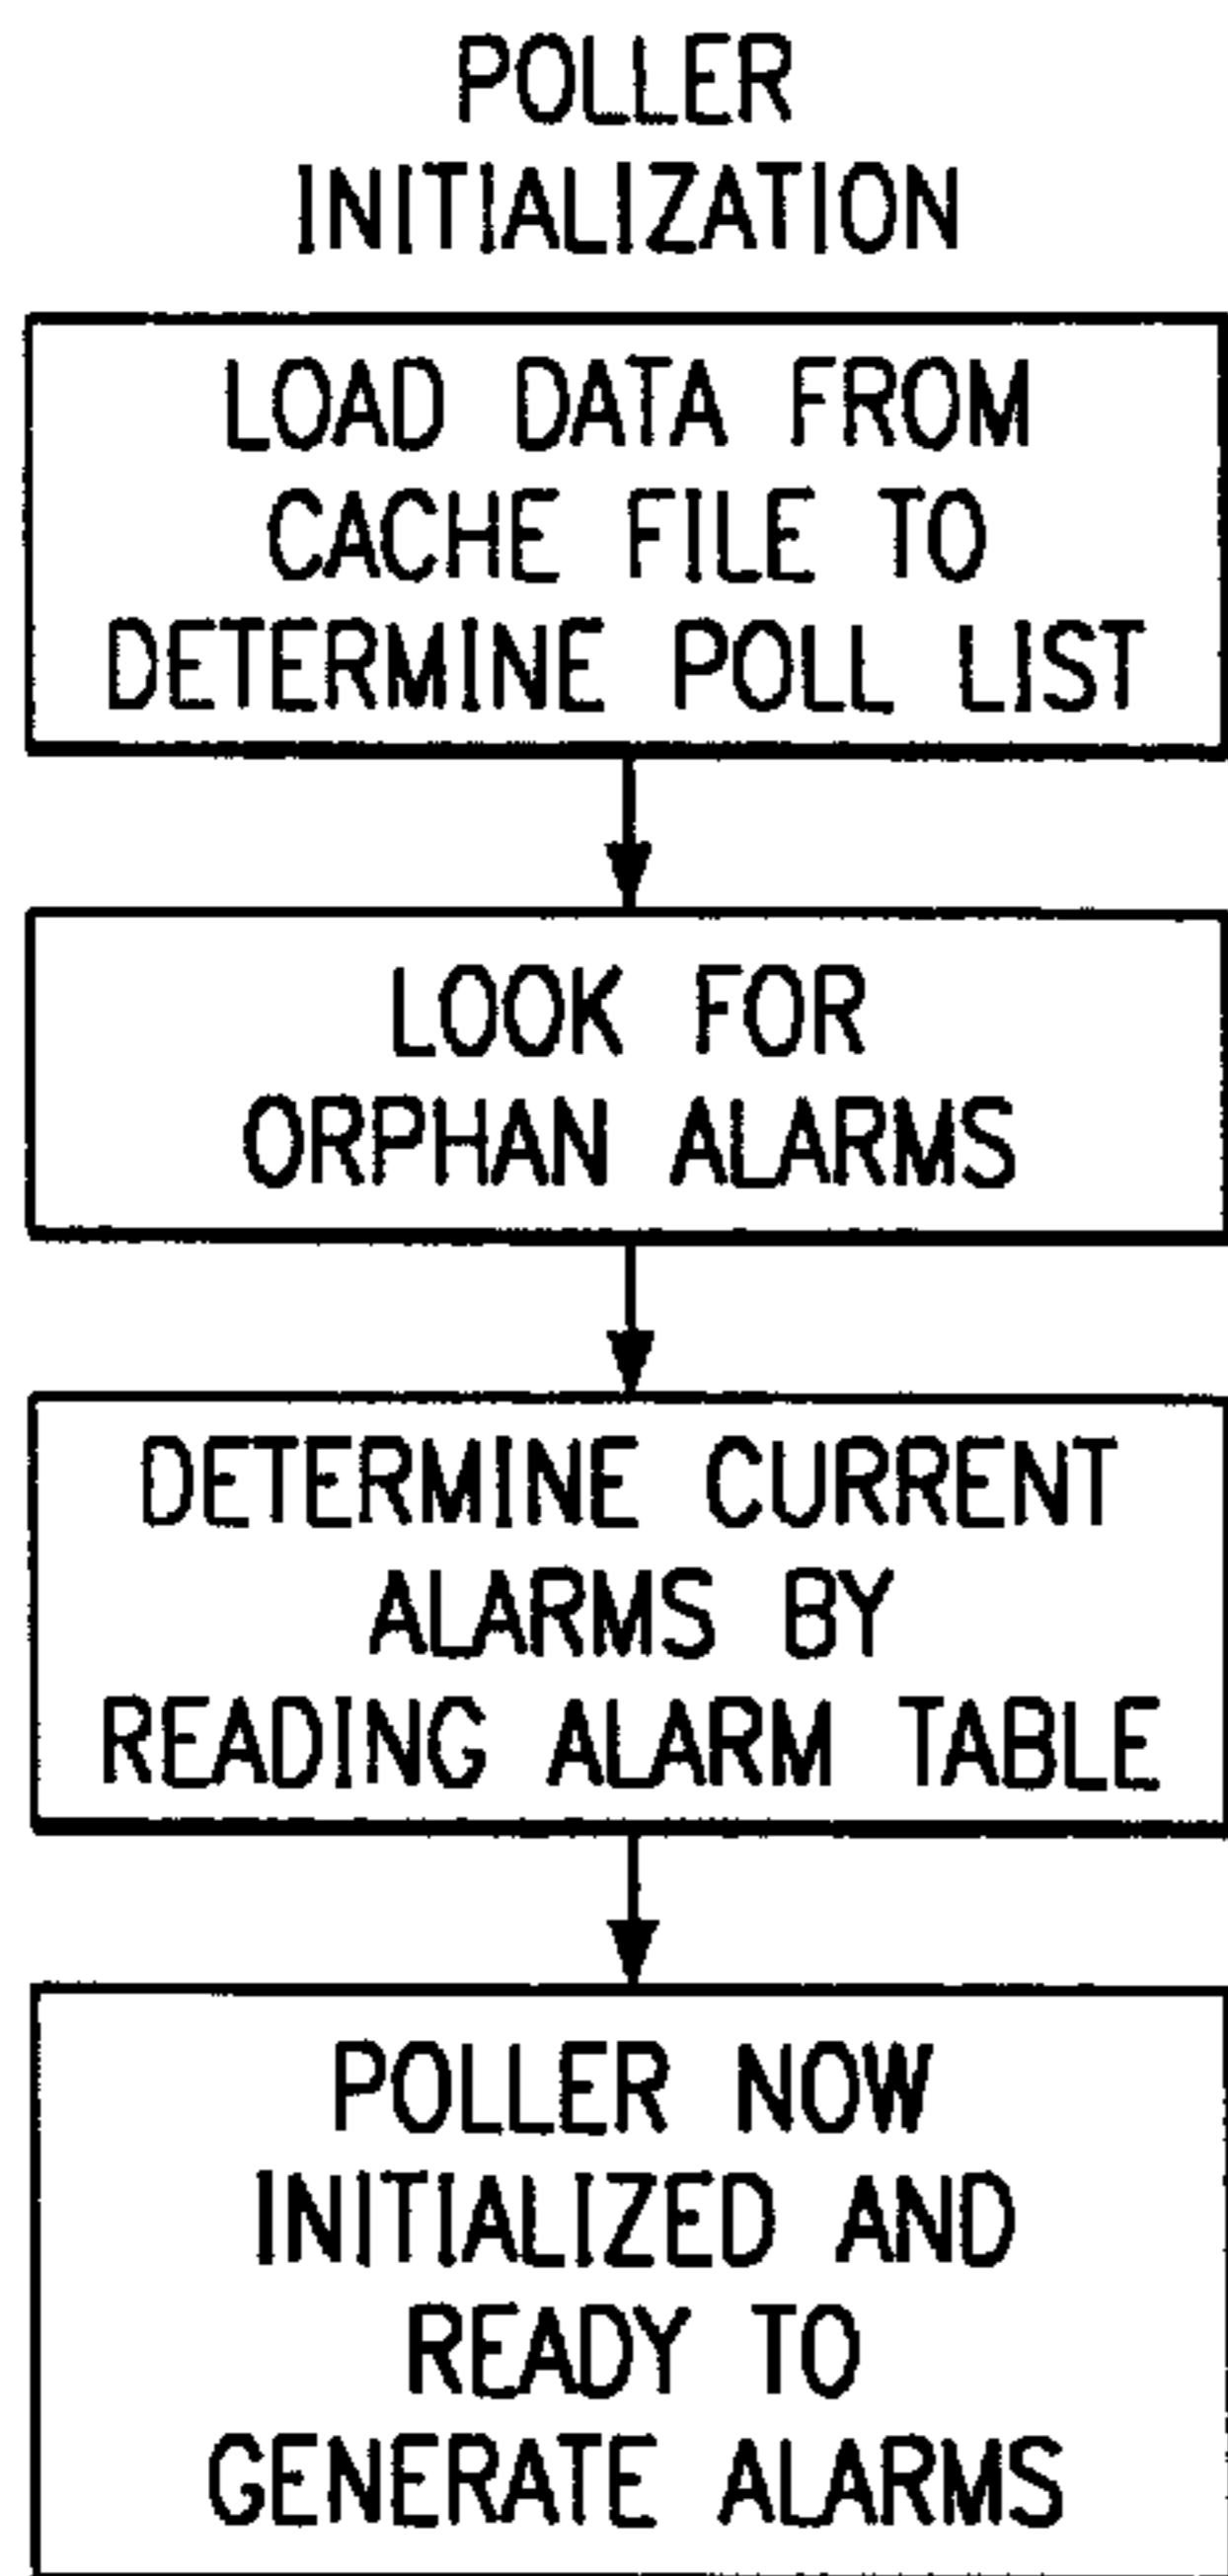 POLLER
INITIALIZATION
LOAD DATA FROM
CACHE FILE TO
DETERMINE POLL LIST
LOOK FOR
ORPHAN ALARMS
DETERMINE CURRENT
ALARMS BY
READING ALARM TABLE
POLLER NOW
INITIALIZED AND
READY TO
GENERATE ALARMS